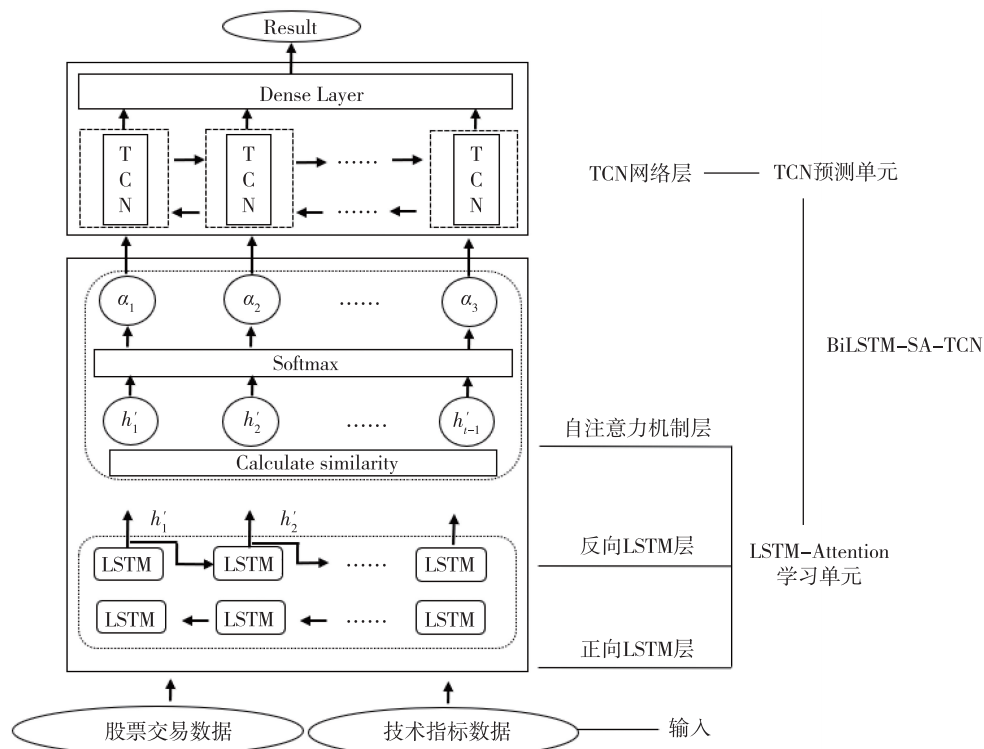 Result
Dense Layer
T
C
N
T
C
N
……
……
T
C
N
TCN网络层
TCN预测单元
α₁
α₂
……
α₃
Softmax
BiLSTM-SA-TCN
h′₁
h′₂
……
h′ₜ₋₁
自注意力机制层
Calculate similarity
h′₁
h′₂
LSTM
LSTM
……
LSTM
反向LSTM层
LSTM-Attention
学习单元
LSTM
LSTM
……
LSTM
正向LSTM层
股票交易数据
技术指标数据
输入